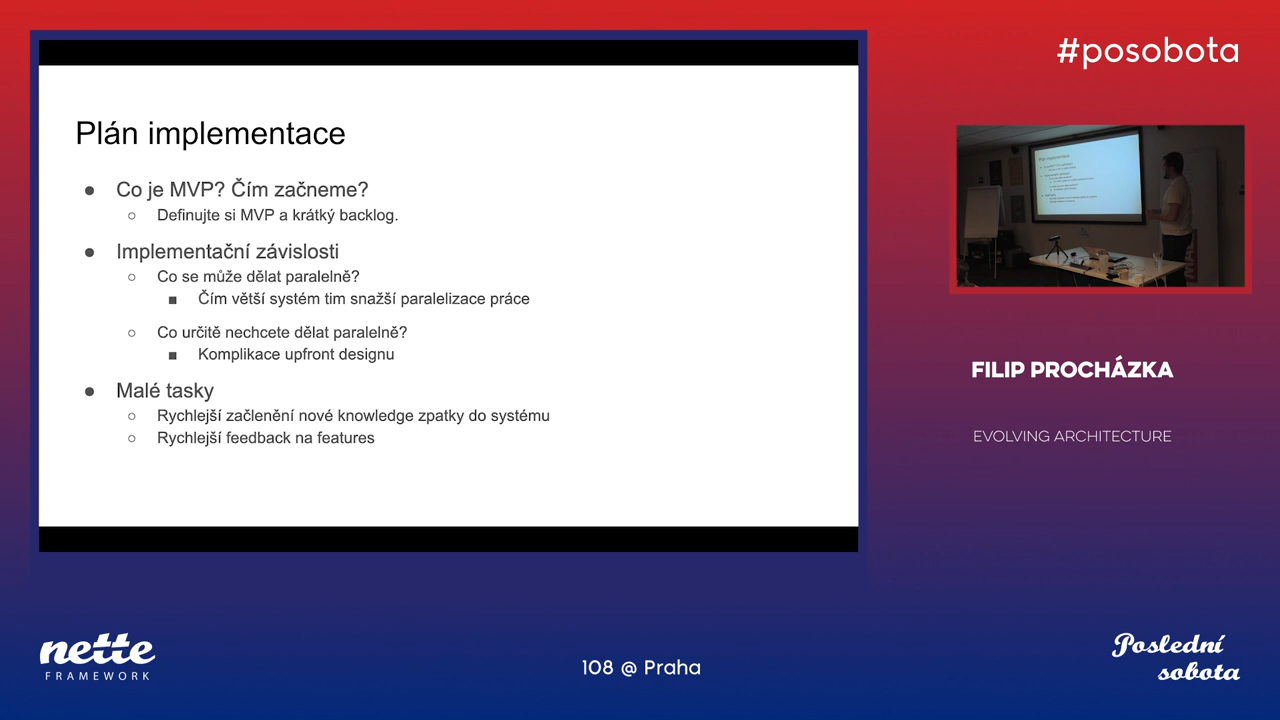 #posobota
Plán implementace
Co je MVP? Čím začneme?
Definujte si MVP a krátký backlog.
Implementační závislosti
Co se může dělat paralelně?
Čím větší systém tim snažší paralelizace práce
Co určitě nechcete dělat paralelně?
Komplikace upfront designu
Malé tasky
Rychlejší začlenění nové knowledge zpatky do systému
Rychlejší feedback na features
FILIP PROCHÁZKA
EVOLVING ARCHITECTURE
nette
FRAMEWORK
108 @ Praha
Poslední
sobota